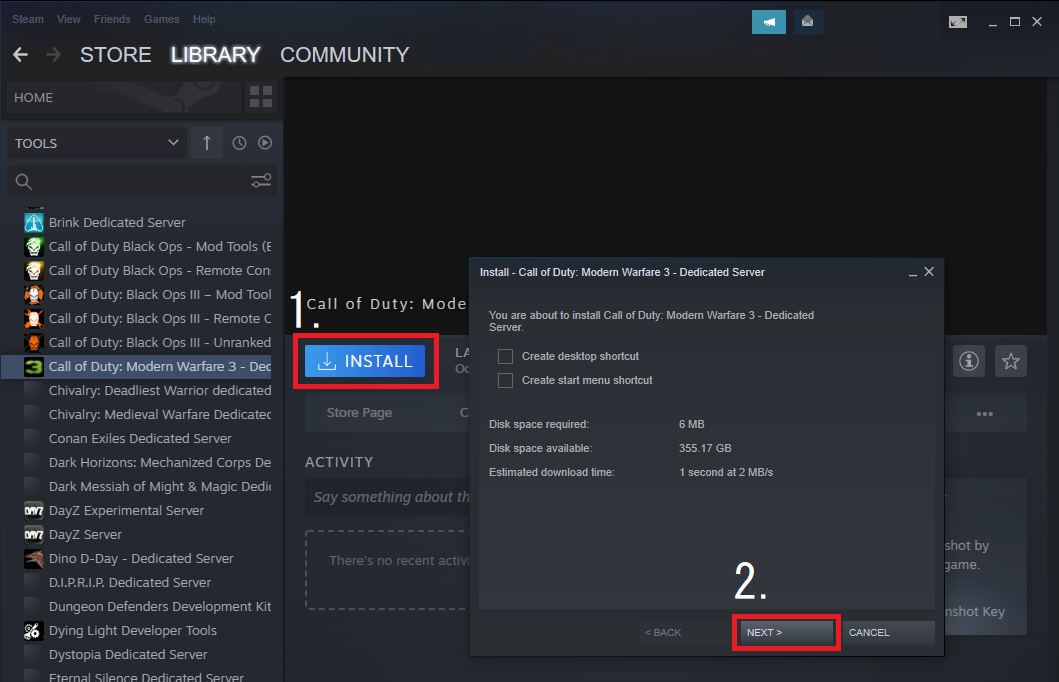 Steam View Friends Games Help
STORE LIBRARY COMMUNITY
HOME
TOOLS
Brink Dedicated Server
Call of Duty Black Ops - Mod Tools (B
Call of Duty Black Ops - Remote Con
Call of Duty: Black Ops III – Mod Tool
Call of Duty: Black Ops III - Remote C
Call of Duty: Black Ops III - Unranked
Call of Duty: Modern Warfare 3 - Dec
Chivalry: Deadliest Warrior dedicated
Chivalry: Medieval Warfare Dedicated
Conan Exiles Dedicated Server
Dark Horizons: Mechanized Corps De
Dark Messiah of Might & Magic Dedi
DayZ Experimental Server
DayZ Server
Dino D-Day - Dedicated Server
D.I.P.R.I.P. Dedicated Server
Dungeon Defenders Development Kit
Dying Light Developer Tools
Dystopia Dedicated Server
Eternal Silence Dedicated Server
1.
Call of Duty: Mode
INSTALL
LA
Store Page
C
ACTIVITY
Say something about th
There's no recent activi
Install - Call of Duty: Modern Warfare 3 - Dedicated Server
You are about to install Call of Duty: Modern Warfare 3 - Dedicated
Server.
Create desktop shortcut
Create start menu shortcut
Disk space required: 6 MB
Disk space available: 355.17 GB
Estimated download time: 1 second at 2 MB/s
2.
< BACK NEXT > CANCEL
shot by
game.
nshot Key